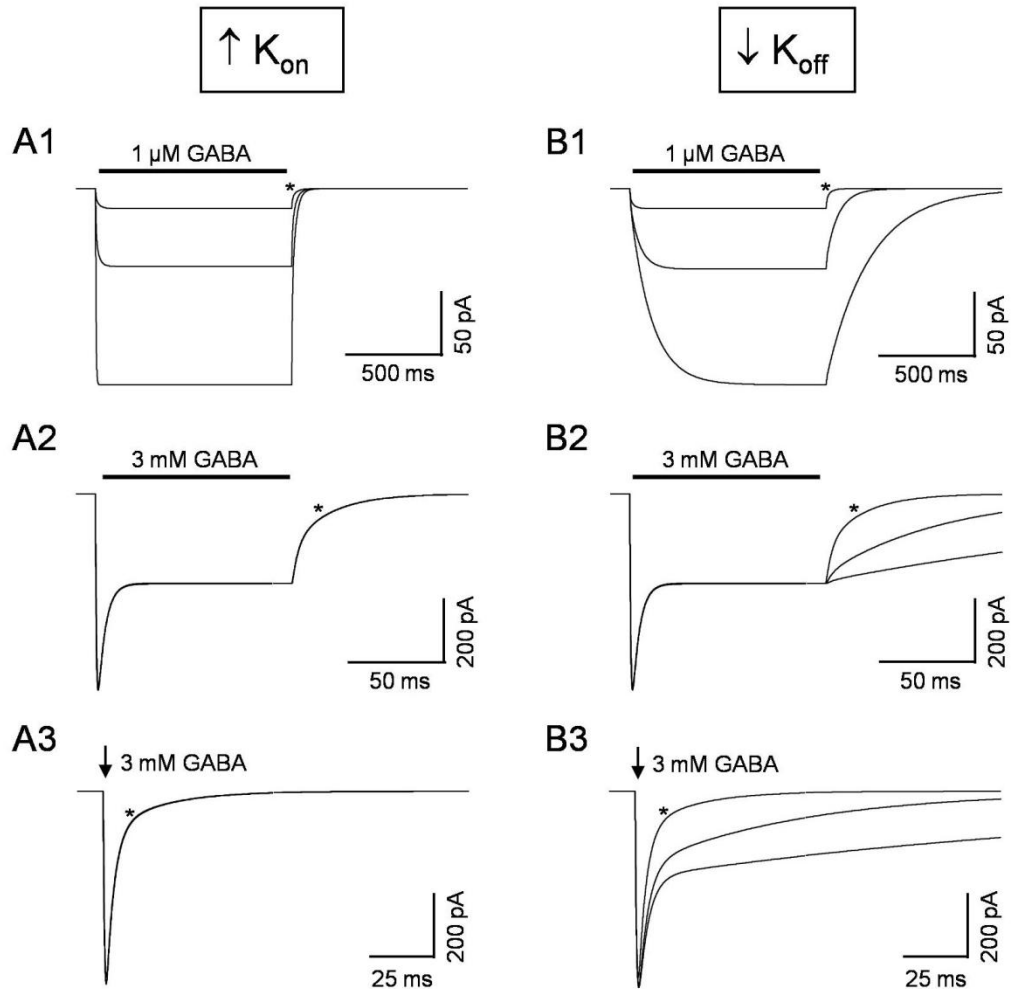 ↑ Kon
↓ Koff
A1
1 µM GABA
*
50 pA
500 ms
B1
1 µM GABA
*
50 pA
500 ms
A2
3 mM GABA
*
200 pA
50 ms
B2
3 mM GABA
*
200 pA
50 ms
A3
3 mM GABA
*
200 pA
25 ms
B3
3 mM GABA
*
200 pA
25 ms